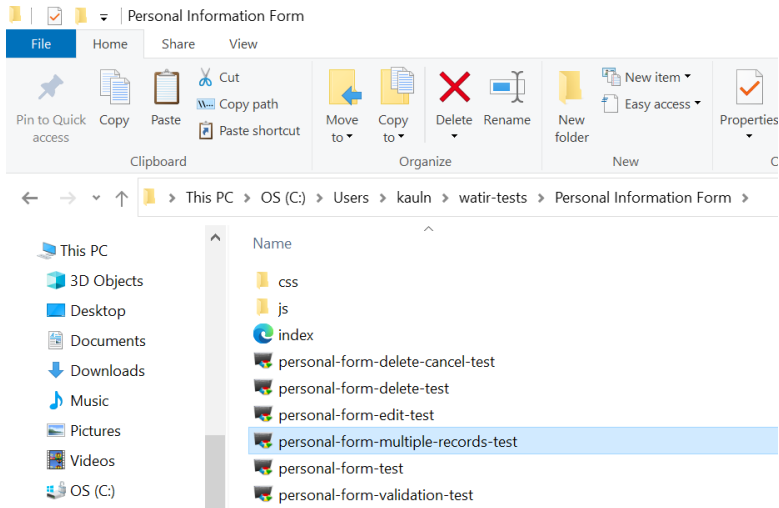 Personal Information Form
File Home Share View
Pin to Quick access
Copy
Paste
Cut
Copy path
Paste shortcut
Clipboard
Move to
Copy to
Delete
Rename
Organize
New folder
New item
Easy access
New
Properties
This PC > OS (C:) > Users > kauln > watir-tests > Personal Information Form >
This PC
3D Objects
Desktop
Documents
Downloads
Music
Pictures
Videos
OS (C:)
Name
css
js
index
personal-form-delete-cancel-test
personal-form-delete-test
personal-form-edit-test
personal-form-multiple-records-test
personal-form-test
personal-form-validation-test